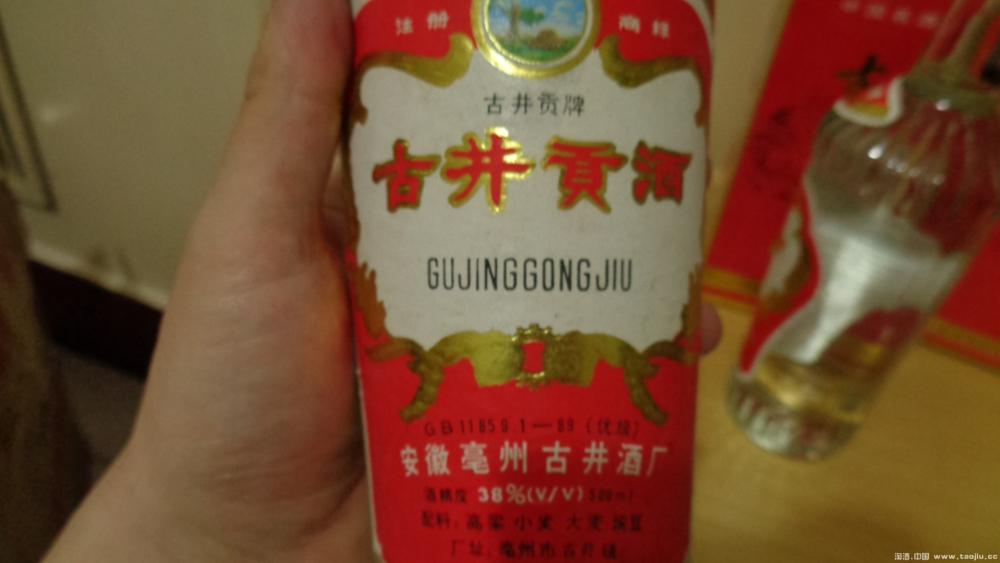 注册 商标
古井贡牌
古井贡酒
GUJINGGONGJIU
GB11859.1—89 (优级)
安徽亳州古井酒厂
酒精度 38%(V/V) 500ml
配料: 高粱 小麦 大麦 豌豆
厂址: 亳州市古井镇
淘酒.中国 www.taojiu.cc